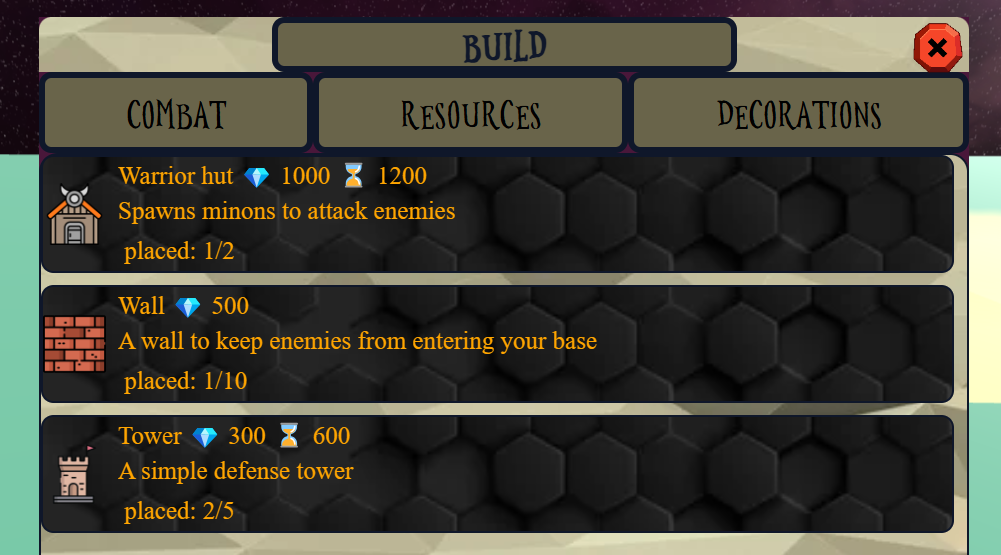 BUILD
COMBAT
RESOURCES
DECORATIONS
Warrior hut 💎 1000 ⌛ 1200
Spawns minons to attack enemies
placed: 1/2
Wall 💎 500
A wall to keep enemies from entering your base
placed: 1/10
Tower 💎 300 ⌛ 600
A simple defense tower
placed: 2/5